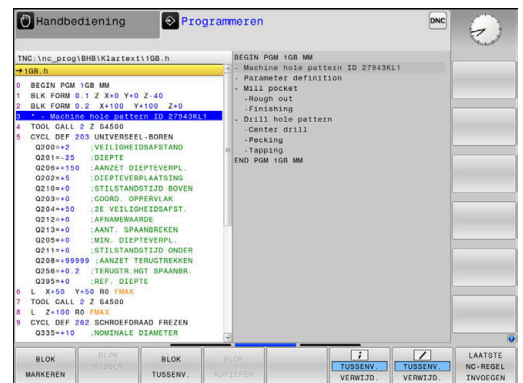 Handbediening
Programmeren
DNC
TNC:\nc_prog\BHB\Klartext\1GB.h
→1GB.h
0 BEGIN PGM 1GB MM
1 BLK FORM 0.1 Z X+0 Y+0 Z-40
2 BLK FORM 0.2 X+100 Y+100 Z+0
3 * - Machine hole pattern ID 27943KL1
4 TOOL CALL 2 Z S4500
5 CYCL DEF 203 UNIVERSEEL-BOREN
Q200=+2 ;VEILIGHEIDSAFSTAND
Q201=-25 ;DIEPTE
Q206=+150 ;AANZET DIEPTEVERPL.
Q202=+5 ;DIEPTEVERPLAATSING
Q210=+0 ;STILSTANDSTIJD BOVEN
Q203=+0 ;COORD. OPPERVLAK
Q204=+50 ;2E VEILIGHEIDSAFST.
Q212=+0 ;AFNAMEWAARDE
Q213=+0 ;AANT. SPAANBREKEN
Q205=+0 ;MIN. DIEPTEVERPL.
Q211=+0 ;STILSTANDSTIJD ONDER
Q208=+99999 ;AANZET TERUGTREKKEN
Q256=+0.2 ;TERUGTR.HGT SPAANBR.
Q395=+0 ;REF. DIEPTE
6 L X+50 Y+50 R0 FMAX
7 TOOL CALL 2 Z S4500
8 L Z+100 R0 FMAX
9 CYCL DEF 262 SCHROEFDRAAD FREZEN
Q335=+10 ;NOMINALE DIAMETER
BEGIN PGM 1GB MM
- Machine hole pattern ID 27943KL1
- Parameter definition
- Mill pocket
-Rough out
-Finishing
- Drill hole pattern
-Center drill
-Pecking
-Tapping
END PGM 1GB MM
BLOK
MARKEREN
BLOK
WISSEN
BLOK
TUSSENV.
BLOK
KOPIEREN
;
TUSSENV.
VERWIJD.
TUSSENV.
VERWIJD.
LAATSTE
NC-REGEL
INVOEGEN